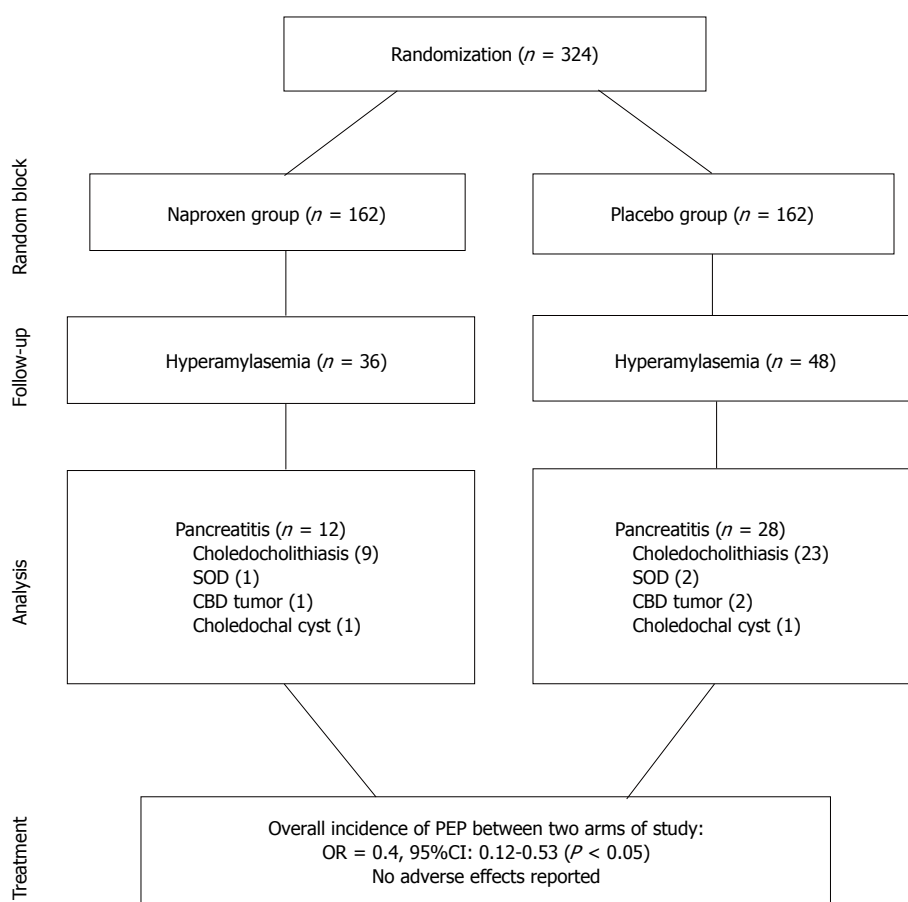 Randomization (n = 324)
Random block
Naproxen group (n = 162)
Placebo group (n = 162)
Follow-up
Hyperamylasemia (n = 36)
Hyperamylasemia (n = 48)
Analysis
Pancreatitis (n = 12)
Choledocholithiasis (9)
SOD (1)
CBD tumor (1)
Choledochal cyst (1)
Pancreatitis (n = 28)
Choledocholithiasis (23)
SOD (2)
CBD tumor (2)
Choledochal cyst (1)
Treatment
Overall incidence of PEP between two arms of study:
OR = 0.4, 95%CI: 0.12-0.53 (P < 0.05)
No adverse effects reported